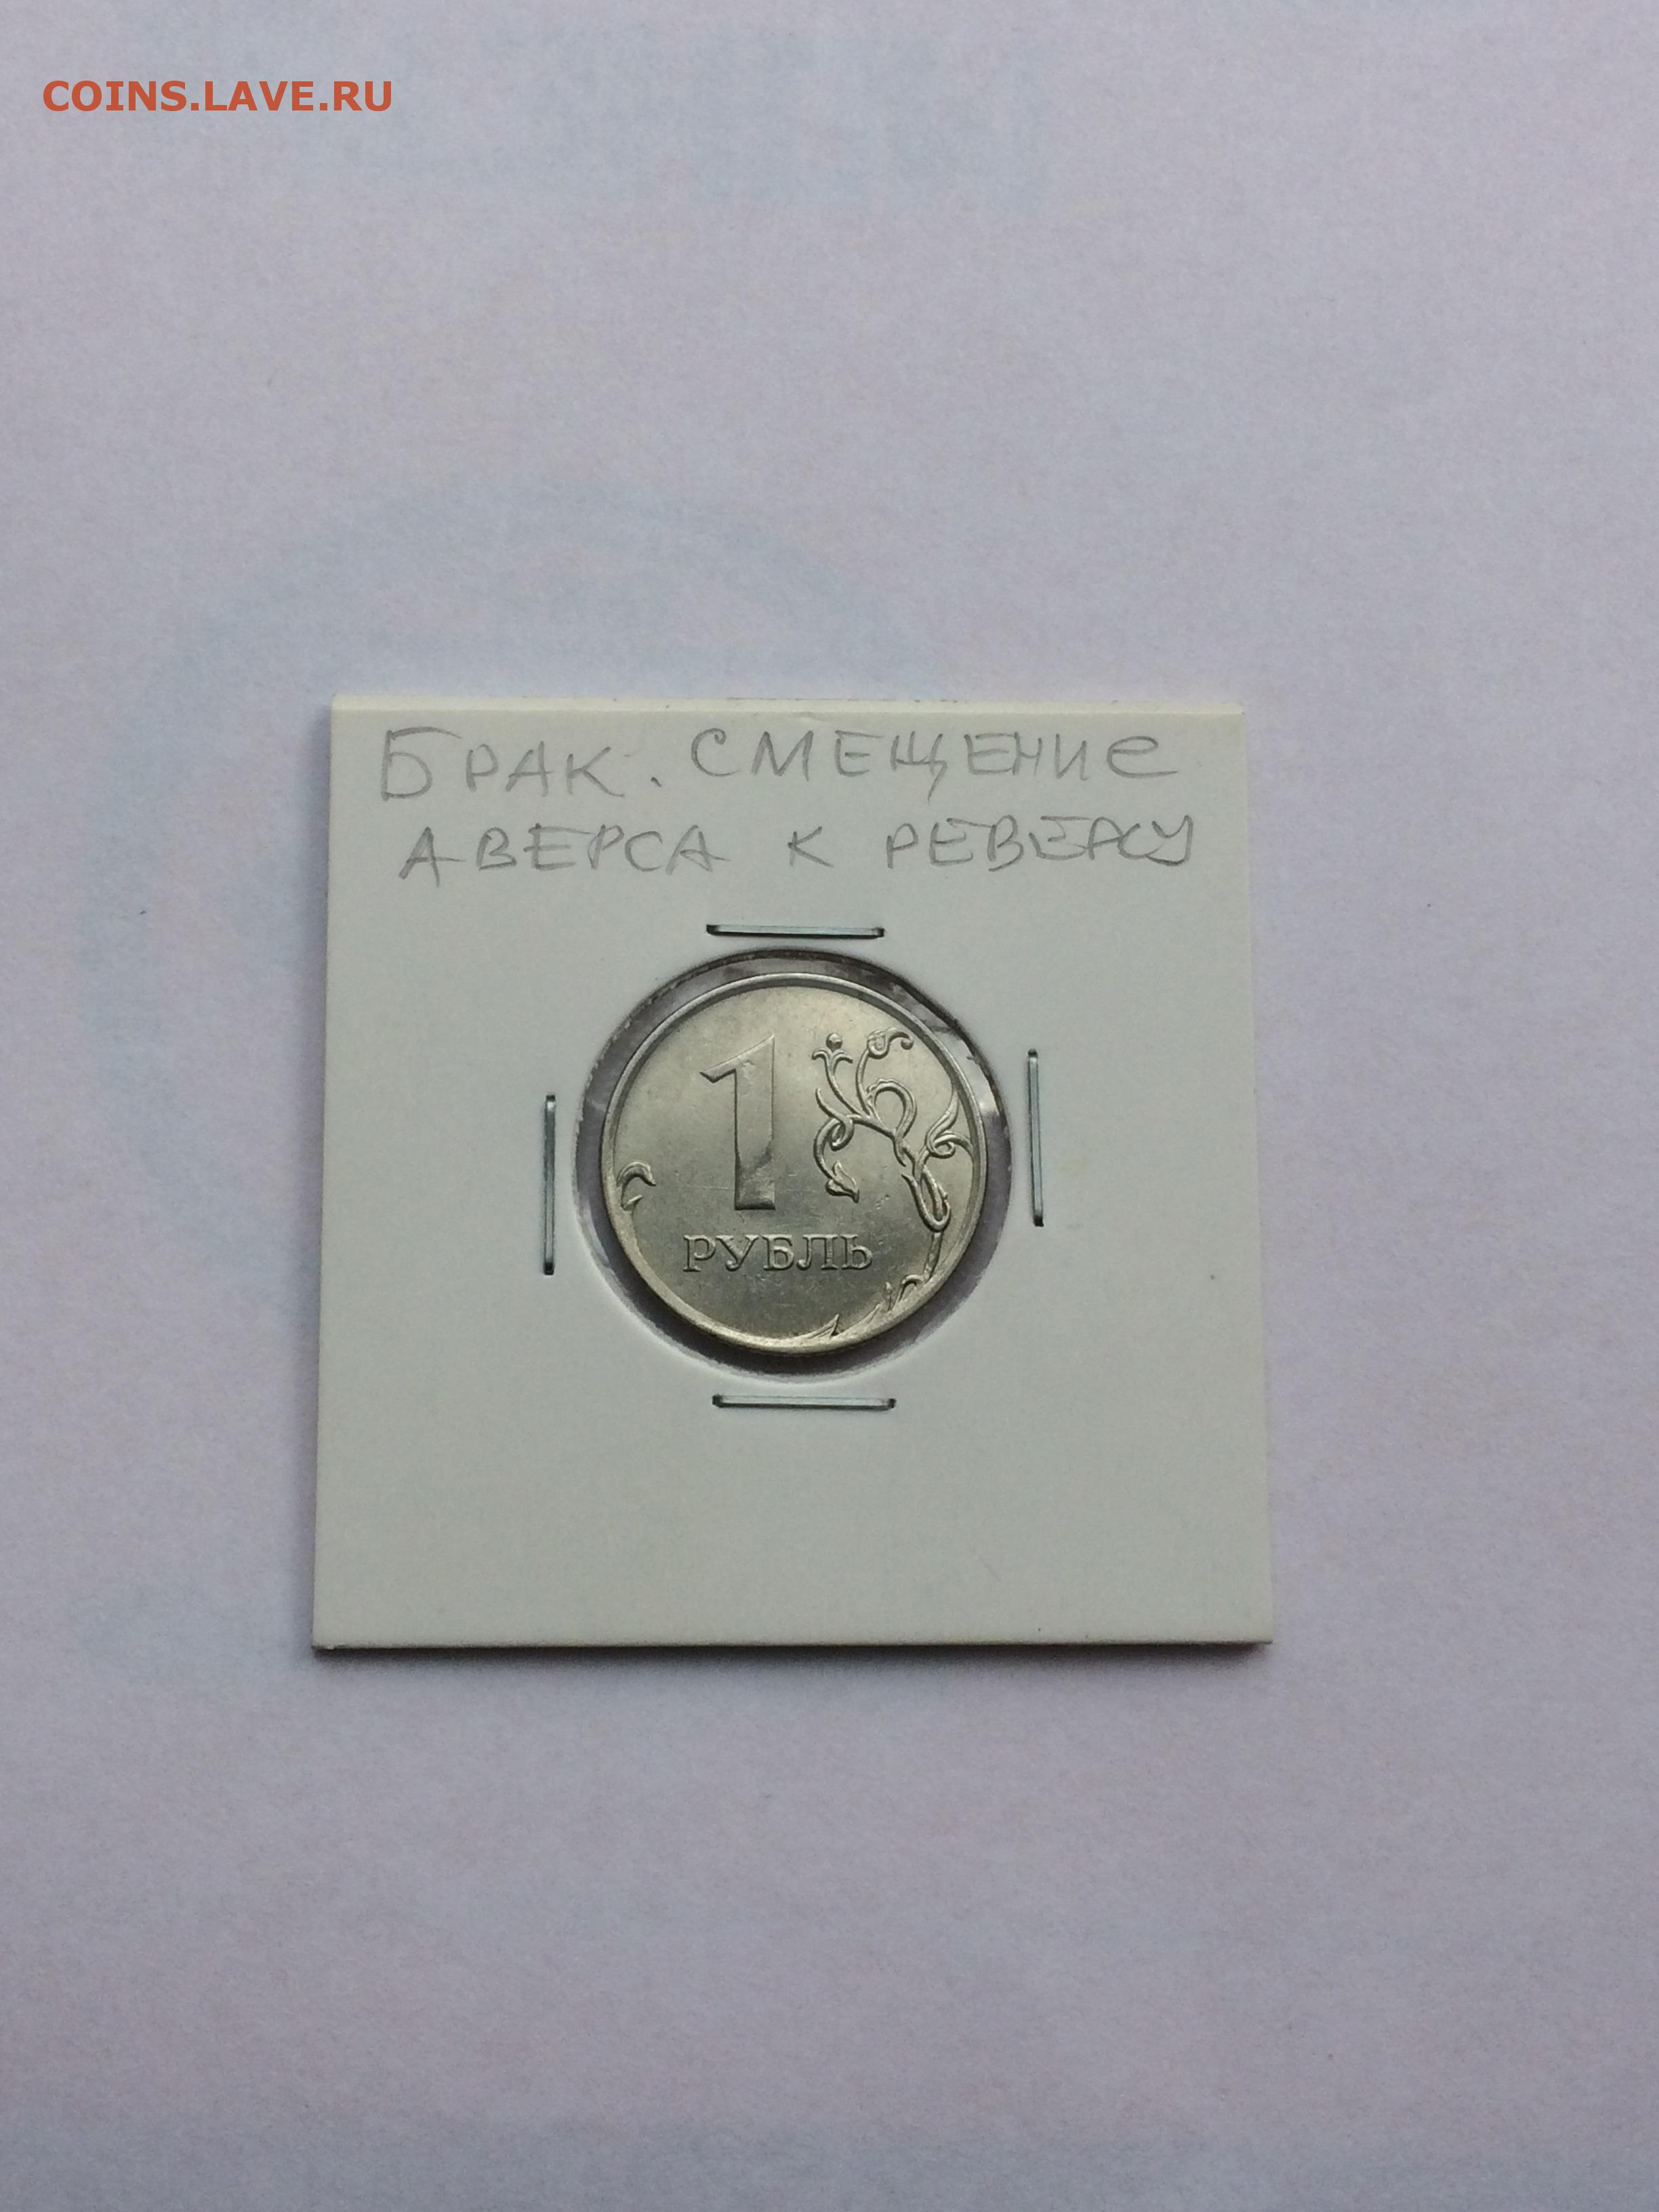 COINS.LAVE.RU
БРАК. СМЕЩЕНИЕ
АВЕРСА К РЕВЕРСУ
1
РУБЛЬ